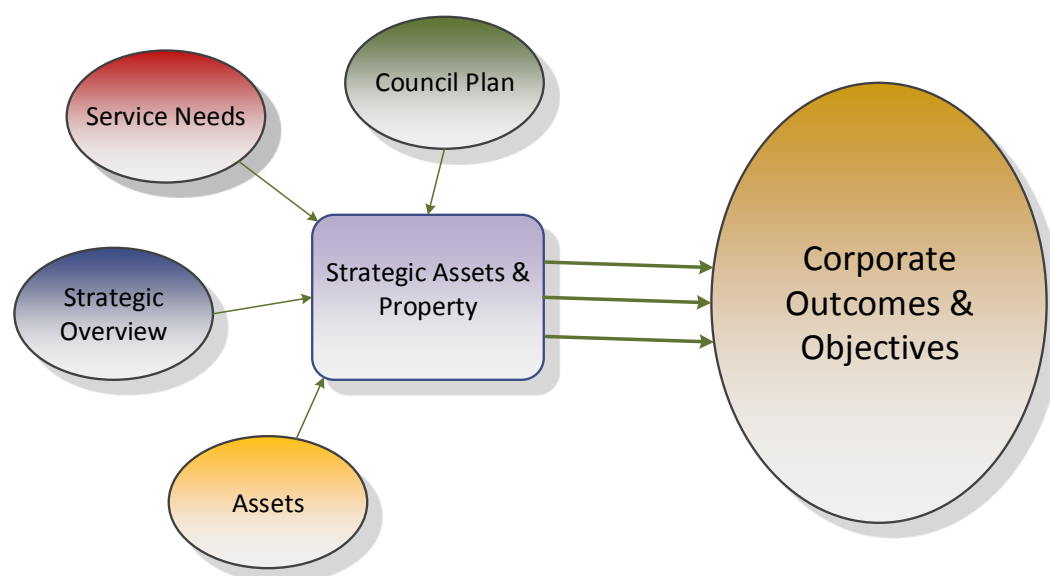 Service Needs
Council Plan
Strategic
Overview
Assets
Strategic Assets &
Property
Corporate
Outcomes &
Objectives